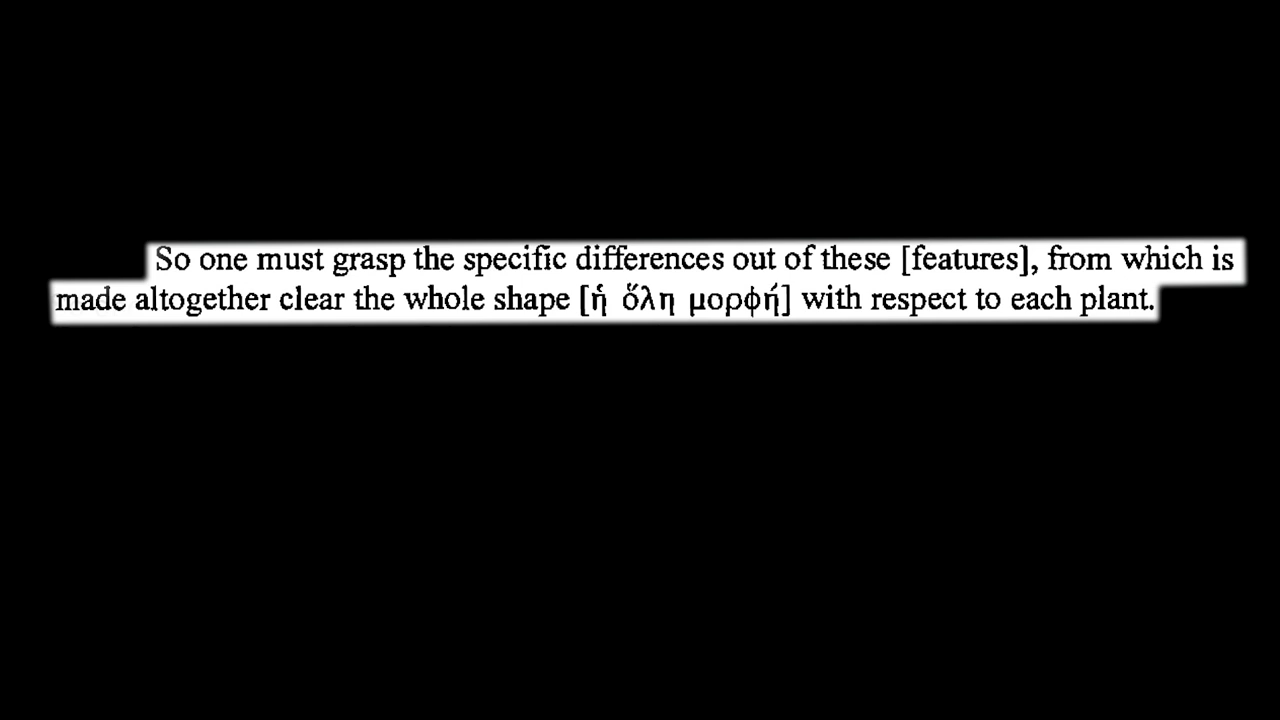 So one must grasp the specific differences out of these [features], from which is
made altogether clear the whole shape [ἡ ὅλη μορφή] with respect to each plant.